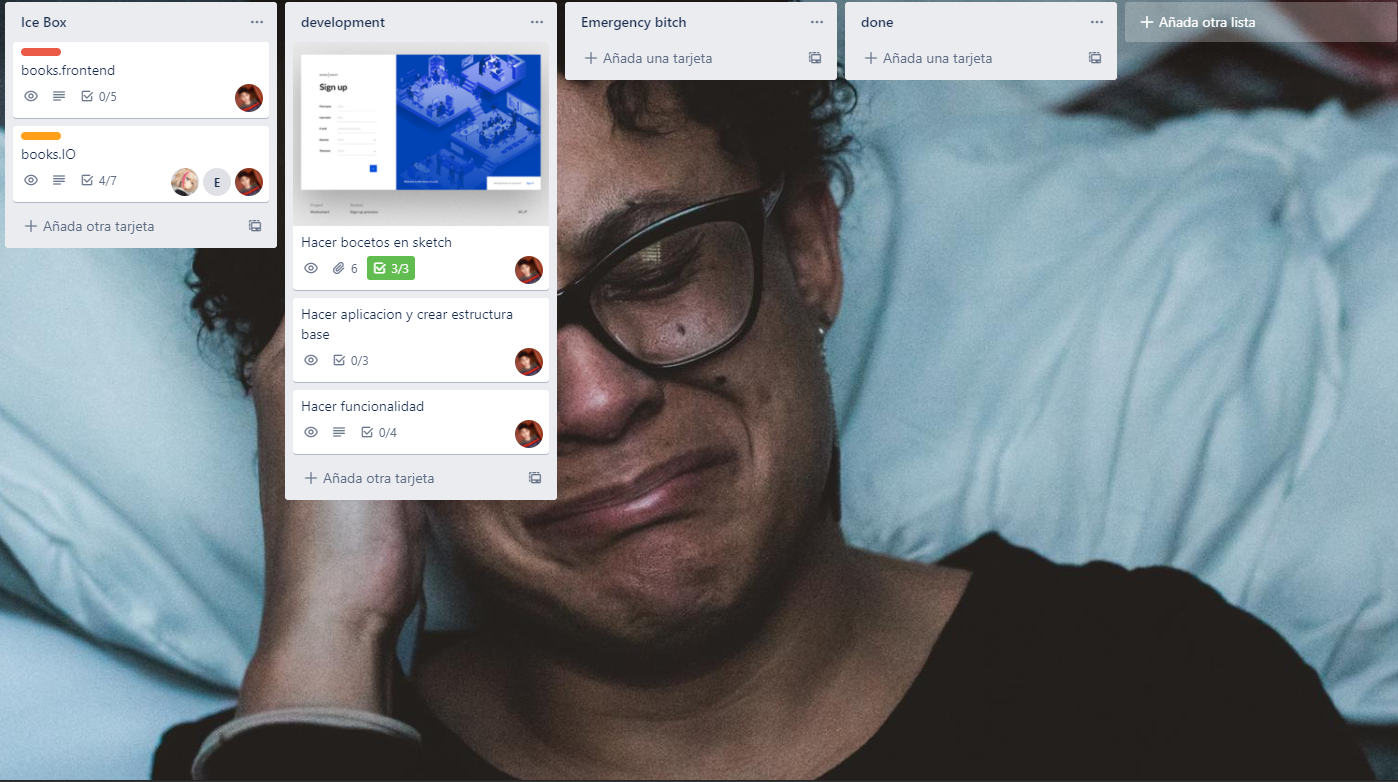 Ice Box
books.frontend
0/5
books.IO
4/7
E
Añada otra tarjeta
development
Sign up
Hacer bocetos en sketch
6
3/3
Hacer aplicacion y crear estructura
base
0/3
Hacer funcionalidad
0/4
Añada otra tarjeta
Emergency bitch
Añada una tarjeta
done
Añada una tarjeta
Añada otra lista